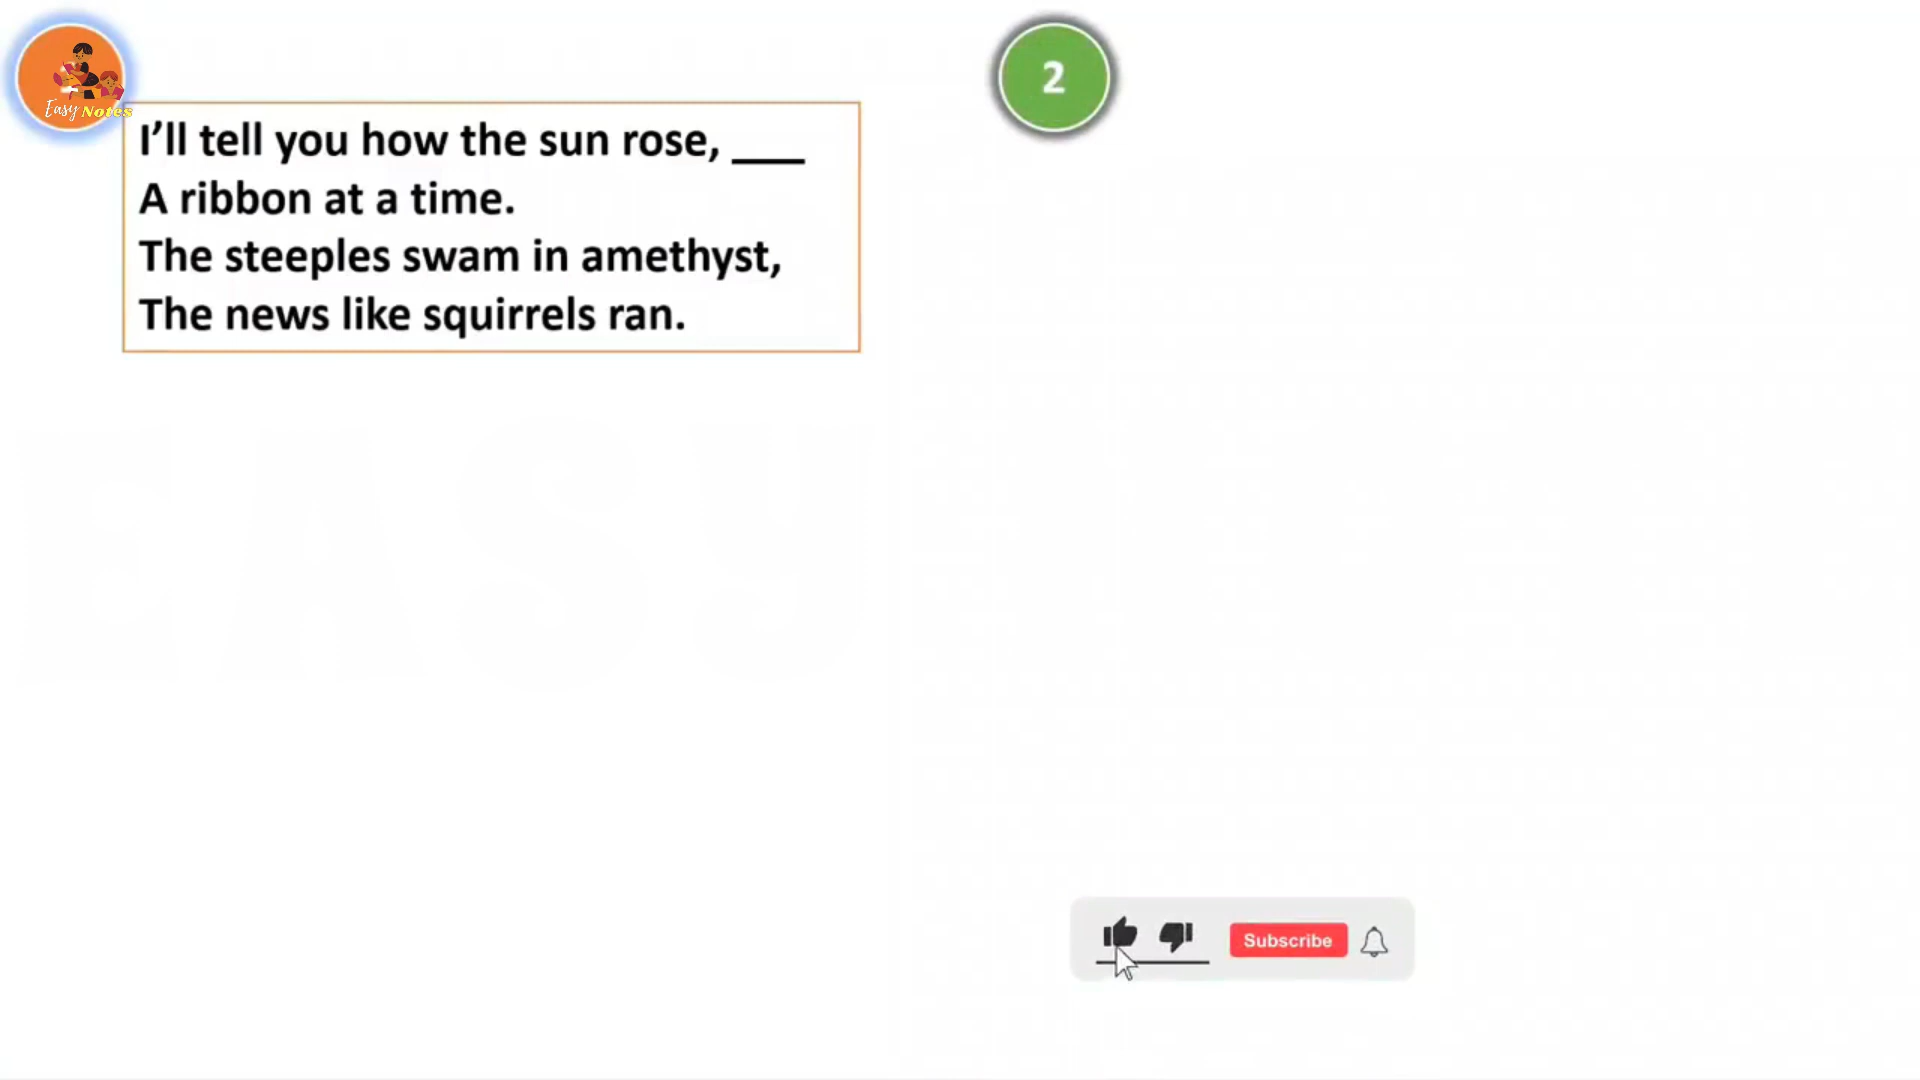 Easy Notes
2
I’ll tell you how the sun rose, ___
A ribbon at a time.
The steeples swam in amethyst,
The news like squirrels ran.
Subscribe